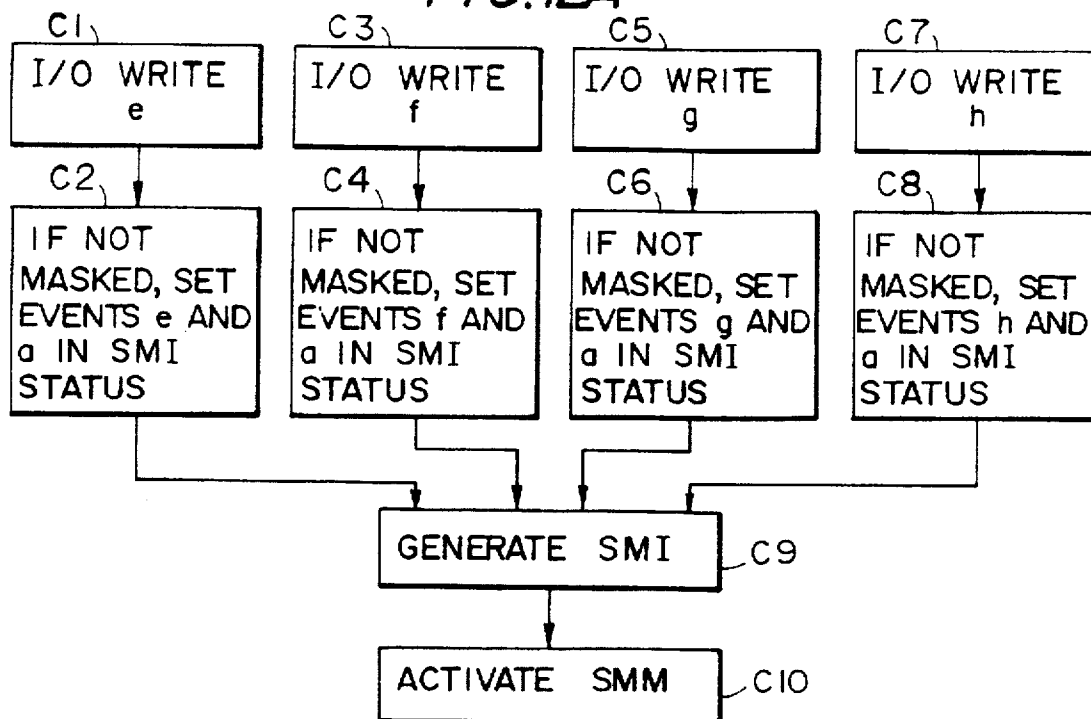 FIG.12A
C1
I/O WRITE
e
C3
I/O WRITE
f
C5
I/O WRITE
g
C7
I/O WRITE
h
C2
IF NOT
MASKED, SET
EVENTS e AND
a IN SMI
STATUS
C4
IF NOT
MASKED, SET
EVENTS f AND
a IN SMI
STATUS
C6
IF NOT
MASKED, SET
EVENTS g AND
a IN SMI
STATUS
C8
IF NOT
MASKED, SET
EVENTS h AND
a IN SMI
STATUS
GENERATE SMI
C9
ACTIVATE SMM
C10